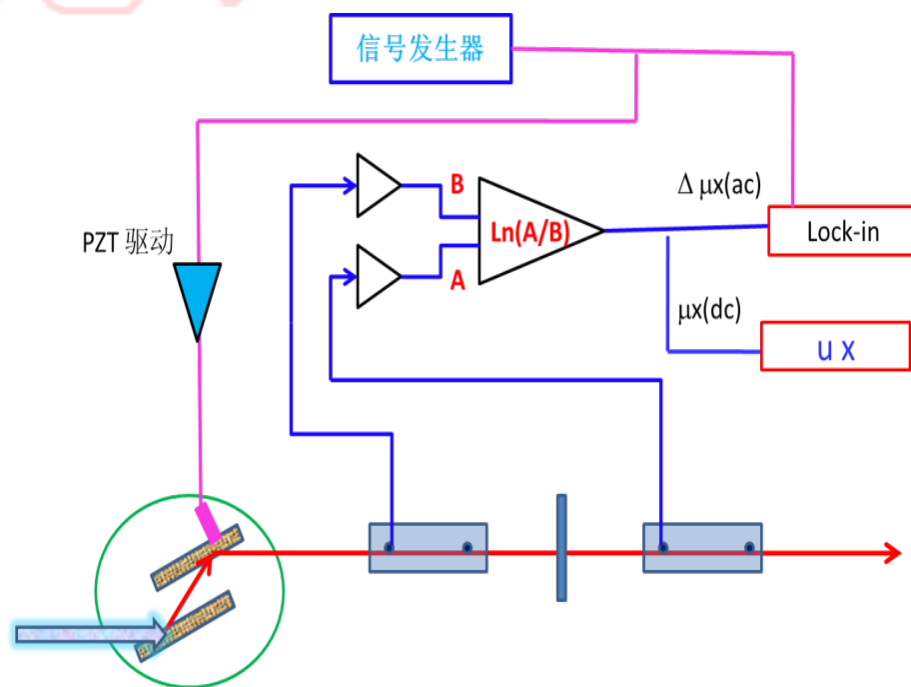 信号发生器
B
Δ μx(ac)
PZT 驱动
Ln(A/B)
Lock-in
A
μx(dc)
u x